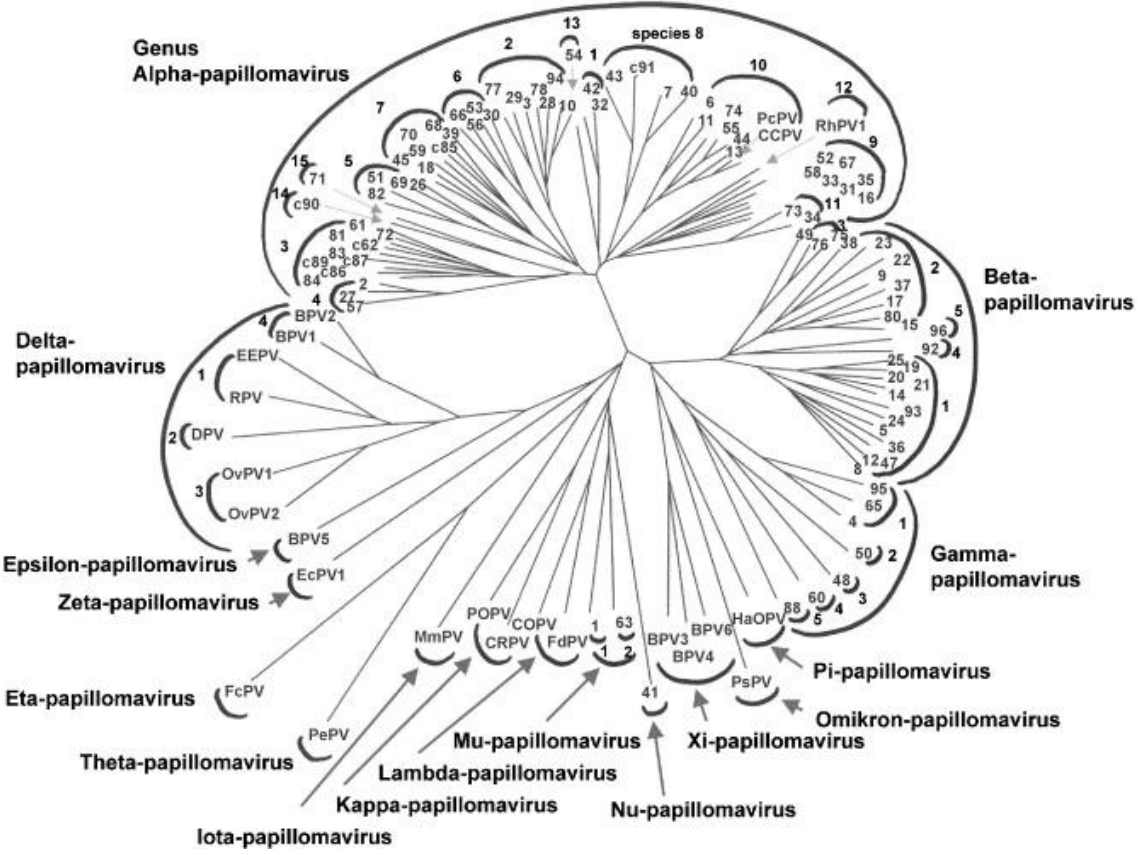 Genus
Alpha-papillomavirus
13
54
2
1
species 8
c91
43
42
32
7
40
10
6
11
74
55
44
13
PcPV
CCPV
12
RhPV1
9
52
67
58
33
35
31
16
11
73
34
94
77
78
29
3
28
10
6
53
66
30
56
7
68
39
70
c85
59
45
18
5
51
69
26
82
15
71
14
c90
3
61
81
72
c62
83
c89
c87
c86
84
4
2
27
57
Beta-
papillomavirus
3
49
75
76
38
23
2
22
9
37
17
80
15
5
96
92
4
25
19
20
21
14
1
93
24
5
36
12
47
8
Delta-
papillomavirus
4
BPV2
BPV1
1
EEPV
RPV
2
DPV
3
OvPV1
OvPV2
Gamma-
papillomavirus
95
65
4
1
50
2
48
3
60
4
88
5
Epsilon-papillomavirus
BPV5
Zeta-papillomavirus
EcPV1
Eta-papillomavirus
FcPV
Theta-papillomavirus
PePV
Iota-papillomavirus
MmPV
Kappa-papillomavirus
POPV
CRPV
Lambda-papillomavirus
COPV
FdPV
Mu-papillomavirus
1
63
1
2
Nu-papillomavirus
41
Xi-papillomavirus
BPV3
BPV6
BPV4
Omikron-papillomavirus
PsPV
Pi-papillomavirus
HaOPV